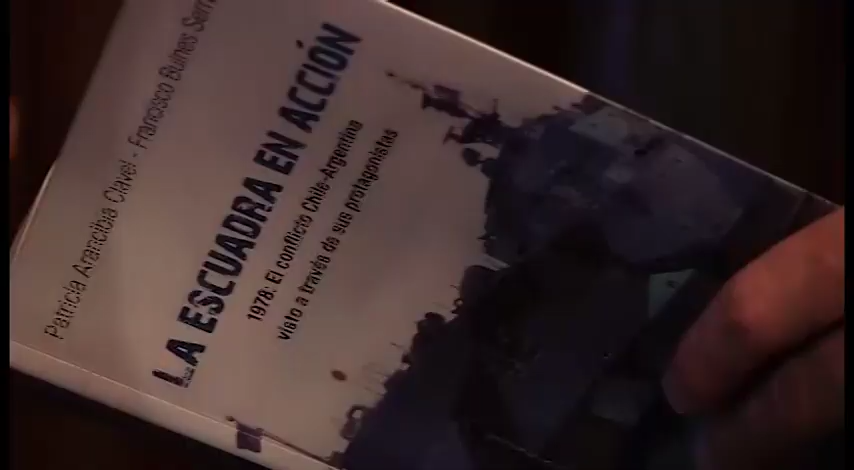 Patricia Arancibia Clavel - Francisco Bulnes Serr
LA ESCUADRA EN ACCIÓN
1978: El conflicto Chile-Argentina
visto a través de sus protagonistas